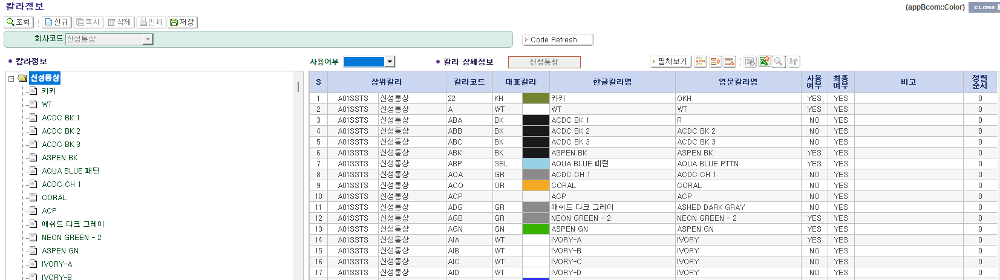 칼라정보
(appBcom::Color) CLOSE
조회 신규 복사 삭제 인쇄 저장
회사코드 신성통상 Code Refresh
칼라정보 사용여부 칼라 상세정보 신성통상 펼쳐보기
신성통상
카키
WT
ACDC BK 1
ACDC BK 2
ACDC BK 3
ASPEN BK
AQUA BLUE 패턴
ACDC CH 1
CORAL
ACP
애쉬드 다크 그레이
NEON GREEN - 2
ASPEN GN
IVORY-A
IVORY-B
S 상위칼라 칼라코드 대표칼라 한글칼라명 영문칼라명 사용여부 최종여부 비고 정렬순서
1 A01SSTS 신성통상 22 KH 카키 OKH YES YES 0
2 A01SSTS 신성통상 A WT WT WT YES YES 0
3 A01SSTS 신성통상 ABA BK ACDC BK 1 R NO YES 0
4 A01SSTS 신성통상 ABB BK ACDC BK 2 ACDC BK 2 NO YES 0
5 A01SSTS 신성통상 ABC BK ACDC BK 3 ACDC BK 3 NO YES 0
6 A01SSTS 신성통상 ABK BK ASPEN BK ASPEN BK YES YES 0
7 A01SSTS 신성통상 ABP SBL AQUA BLUE 패턴 AQUA BLUE PTTN YES YES 0
8 A01SSTS 신성통상 ACA GR ACDC CH 1 ACDC CH 1 NO YES 0
9 A01SSTS 신성통상 ACO OR CORAL CORAL NO YES 0
10 A01SSTS 신성통상 ACP ACP ACP NO YES 0
11 A01SSTS 신성통상 ADG GR 애쉬드 다크 그레이 ASHED DARK GRAY NO YES 0
12 A01SSTS 신성통상 AGB GR NEON GREEN - 2 NEON GREEN - 2 YES YES 0
13 A01SSTS 신성통상 AGN GN ASPEN GN ASPEN GN YES YES 0
14 A01SSTS 신성통상 AIA WT IVORY-A IVORY YES YES 0
15 A01SSTS 신성통상 AIB WT IVORY-B IVORY NO YES 0
16 A01SSTS 신성통상 AIC WT IVORY-C IVORY NO YES 0
17 A01SSTS 신성통상 AID WT IVORY-D IVORY NO YES 0